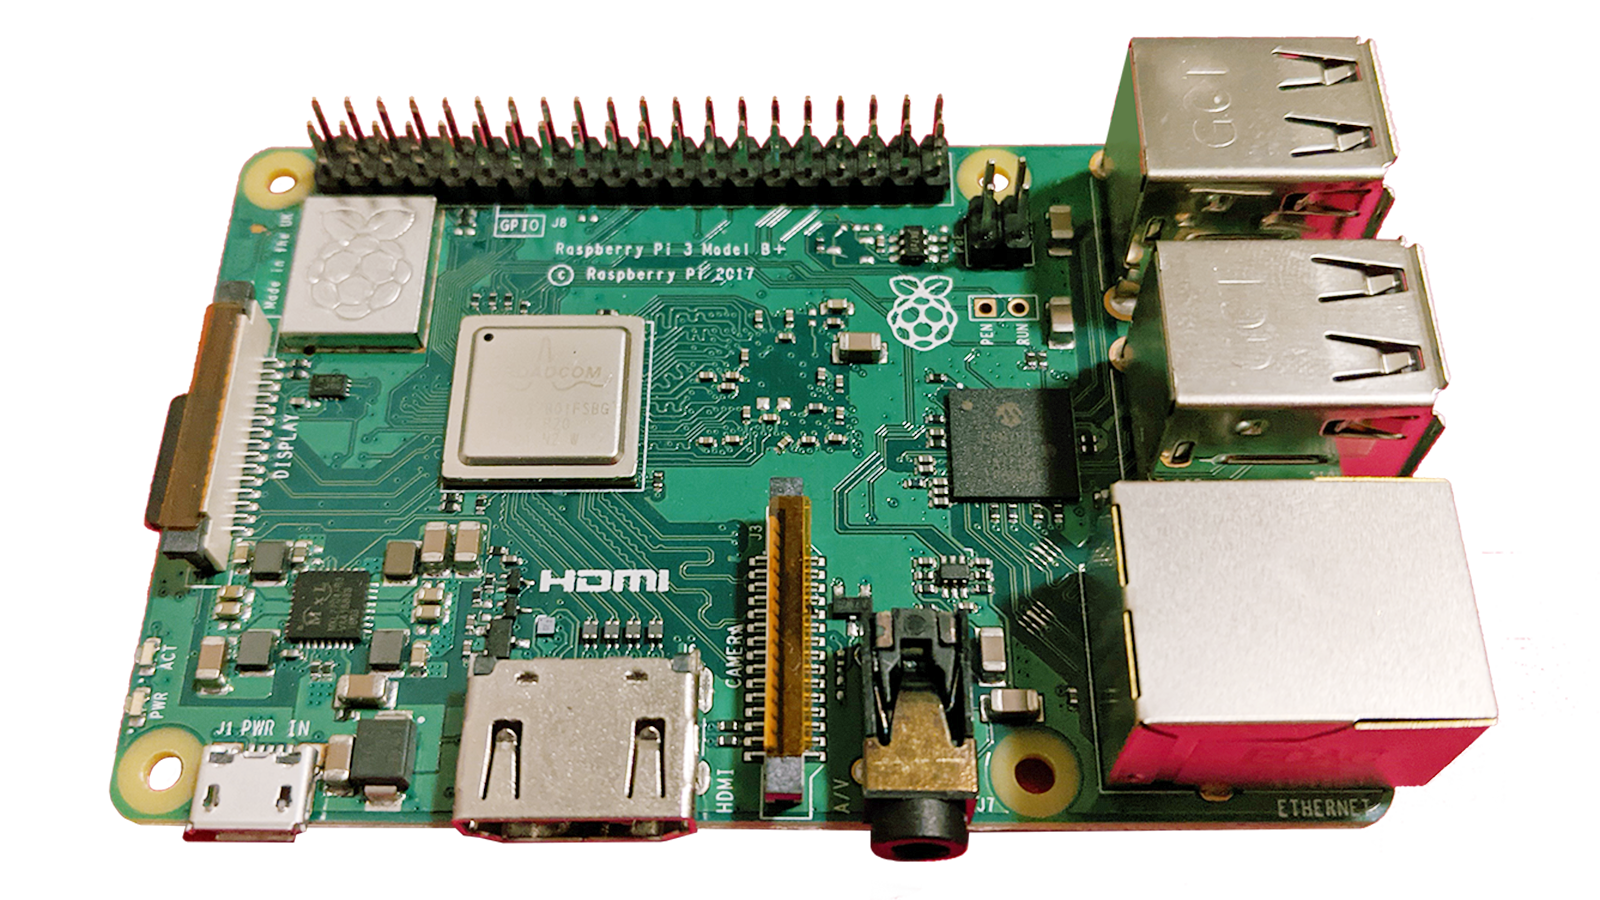 GPIO J8
Raspberry Pi 3 Model B+
© Raspberry Pi 2017
Made in the UK
GCT
PEN
RUN
DISPLAY
HDMI
J3
CAMERA
ACT
PWR
J1 PWR IN
HDMI
A/V
J7
ETHERNET